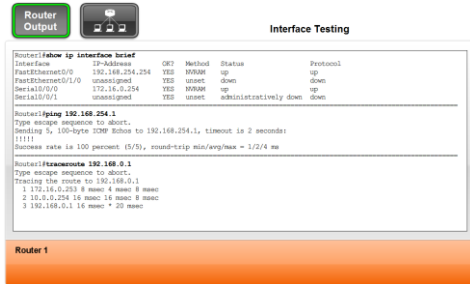 Router
Output
Interface Testing
Router1#show ip interface brief
Interface IP-Address OK? Method Status Protocol
FastEthernet0/0 192.168.254.254 YES NVRAM up up
FastEthernet0/1/0 unassigned YES unset down down
Serial0/0/0 172.16.0.254 YES NVRAM up up
Serial0/0/1 unassigned YES unset administratively down down
Router1#ping 192.168.254.1
Type escape sequence to abort.
Sending 5, 100-byte ICMP Echos to 192.168.254.1, timeout is 2 seconds:
!!!!!
Success rate is 100 percent (5/5), round-trip min/avg/max = 1/2/4 ms
Router1#traceroute 192.168.0.1
Type escape sequence to abort.
Tracing the route to 192.168.0.1
1 172.16.0.253 8 msec 4 msec 8 msec
2 10.0.0.254 16 msec 16 msec 8 msec
3 192.168.0.1 16 msec * 20 msec
Router 1